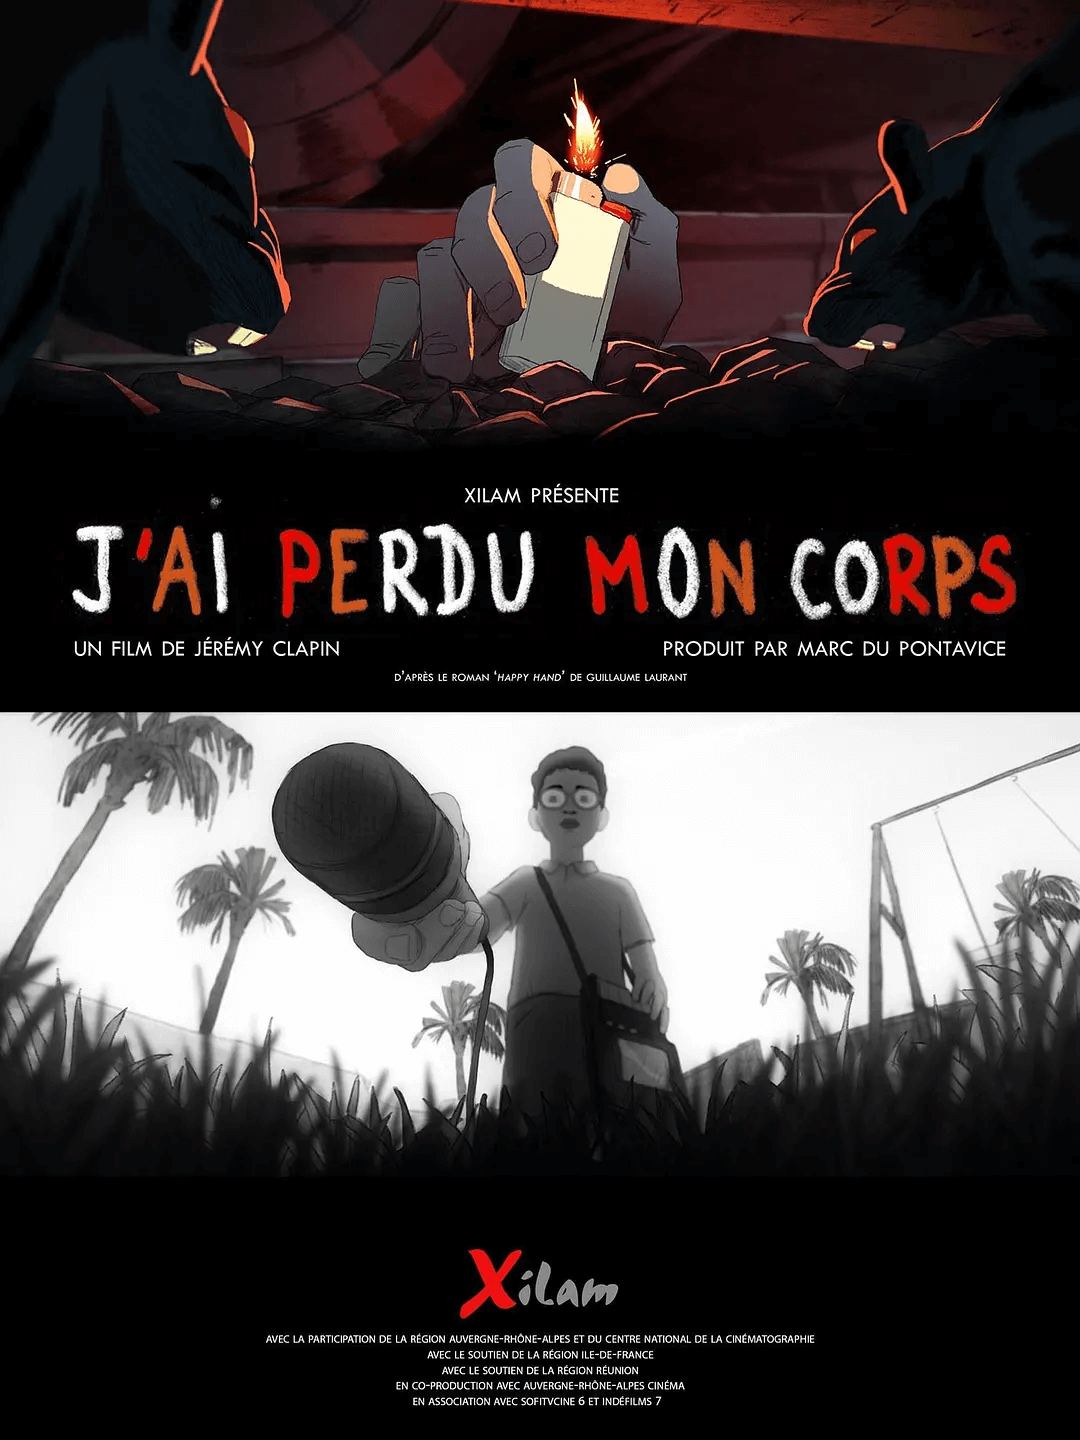 XILAM PRÉSENTE
J'AI PERDU MON CORPS
UN FILM DE JÉRÉMY CLAPIN
PRODUIT PAR MARC DU PONTAVICE
D'APRÈS LE ROMAN 'HAPPY HAND' DE GUILLAUME LAURANT
Xilam
AVEC LA PARTICIPATION DE LA RÉGION AUVERGNE-RHÔNE-ALPES ET DU CENTRE NATIONAL DE LA CINÉMATOGRAPHIE
AVEC LE SOUTIEN DE LA RÉGION ILE-DE-FRANCE
AVEC LE SOUTIEN DE LA RÉGION RÉUNION
EN CO-PRODUCTION AVEC AUVERGNE-RHÔNE-ALPES CINÉMA
EN ASSOCIATION AVEC SOFITVCINE 6 ET INDÉFILMS 7